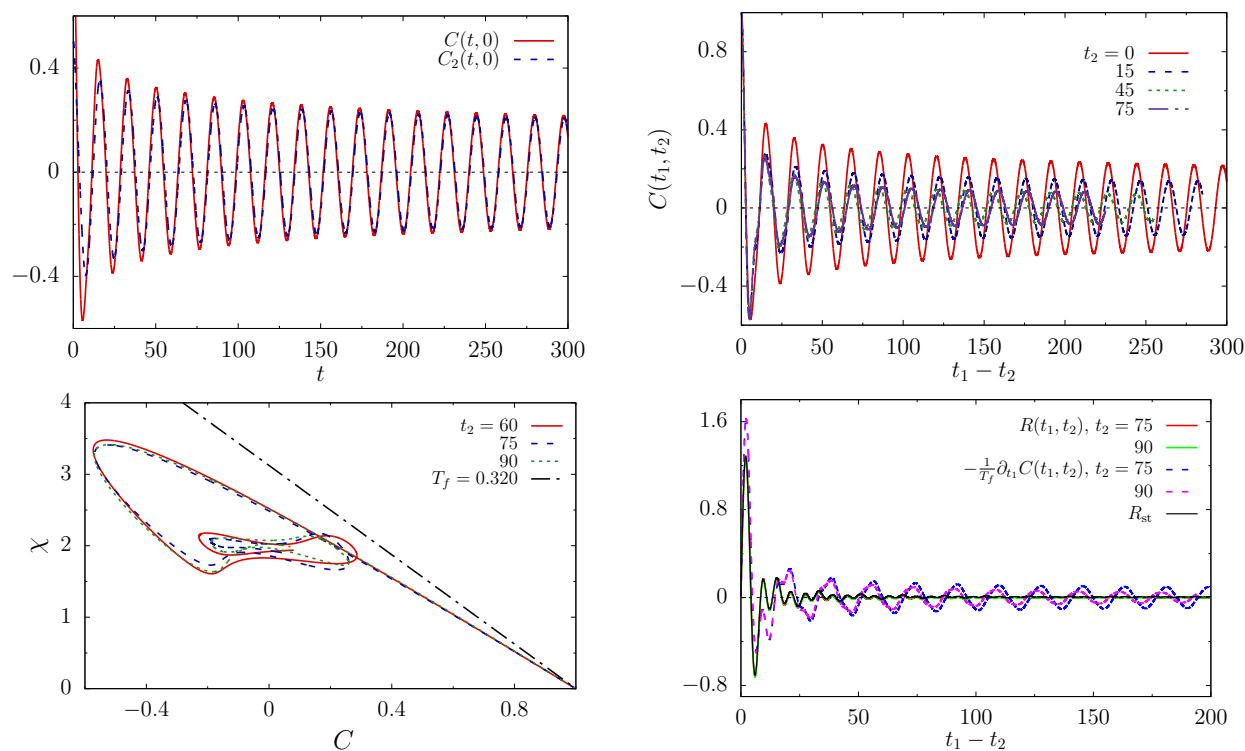 C(t, 0)
C₂(t, 0)
0.4
0
−0.4
0 50 100 150 200 250 300
t
t₂ = 0
15
45
75
C(t₁, t₂)
0.8
0.4
0
−0.4
0 50 100 150 200 250 300
t₁ − t₂
t₂ = 60
75
90
T_f = 0.320
χ
4
3
2
1
0
−0.4 0 0.4 0.8
C
R(t₁, t₂), t₂ = 75
90
−\frac{1}{T_f}∂_{t₁}C(t₁, t₂), t₂ = 75
90
R_st
1.6
0.8
0
−0.8
0 50 100 150 200
t₁ − t₂